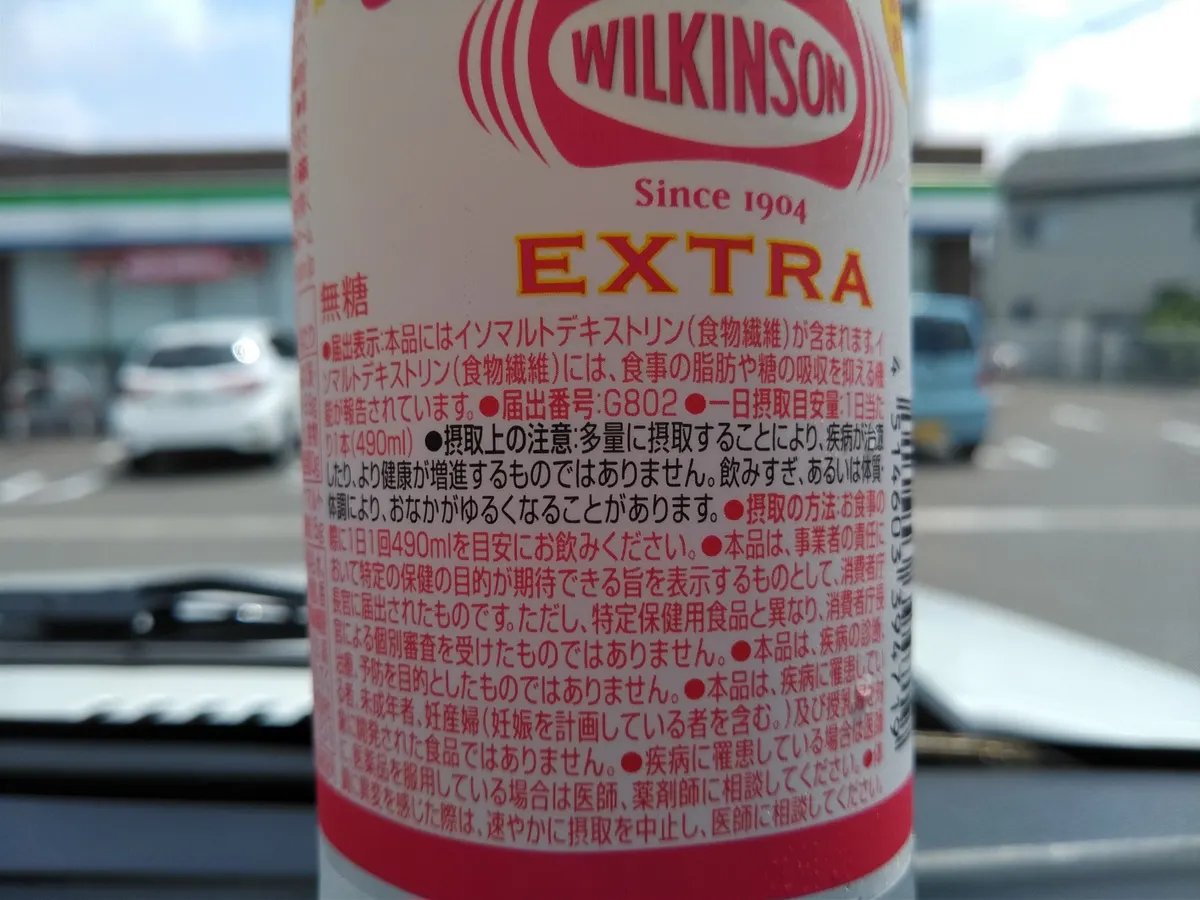 WILKINSON
Since 1904
EXTRA
無糖
●届出表示:本品にはイソマルトデキストリン(食物繊維)が含まれます。イ
ソマルトデキストリン(食物繊維)には、食事の脂肪や糖の吸収を抑える機
能が報告されています。●届出番号:G802 ●一日摂取目安量:1日当た
り1本(490ml) ●摂取上の注意:多量に摂取することにより、疾病が治癒
したり、より健康が増進するものではありません。飲みすぎ、あるいは体質・
体調により、おなかがゆるくなることがあります。●摂取の方法:お食事の
際に1日1回490mlを目安にお飲みください。●本品は、事業者の責任に
おいて特定の保健の目的が期待できる旨を表示するものとして、消費者庁
長官に届出されたものです。ただし、特定保健用食品と異なり、消費者庁長
官による個別審査を受けたものではありません。●本品は、疾病の診断、
治療、予防を目的としたものではありません。●本品は、疾病に罹患してい
る者、未成年者、妊産婦(妊娠を計画している者を含む。)及び授乳婦を対
象に開発された食品ではありません。●疾病に罹患している場合は医師
に、医薬品を服用している場合は医師、薬剤師に相談してください。●体
調に異変を感じた際は、速やかに摂取を中止し、医師に相談してください。
4 514603 394719